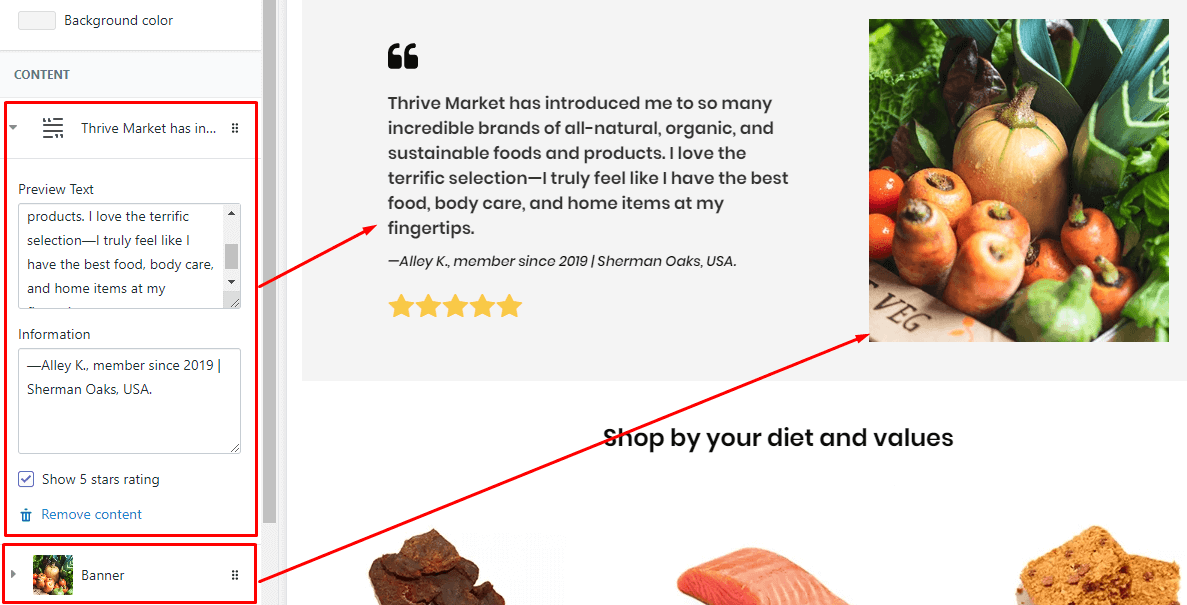 Background color
CONTENT
Thrive Market has in...
Preview Text
products. I love the terrific
selection—I truly feel like I
have the best food, body care,
and home items at my
Information
—Alley K., member since 2019 |
Sherman Oaks, USA.
Show 5 stars rating
Remove content
Banner
“
Thrive Market has introduced me to so many
incredible brands of all-natural, organic, and
sustainable foods and products. I love the
terrific selection—I truly feel like I have the best
food, body care, and home items at my
fingertips.
—Alley K., member since 2019 | Sherman Oaks, USA.
VEG
Shop by your diet and values